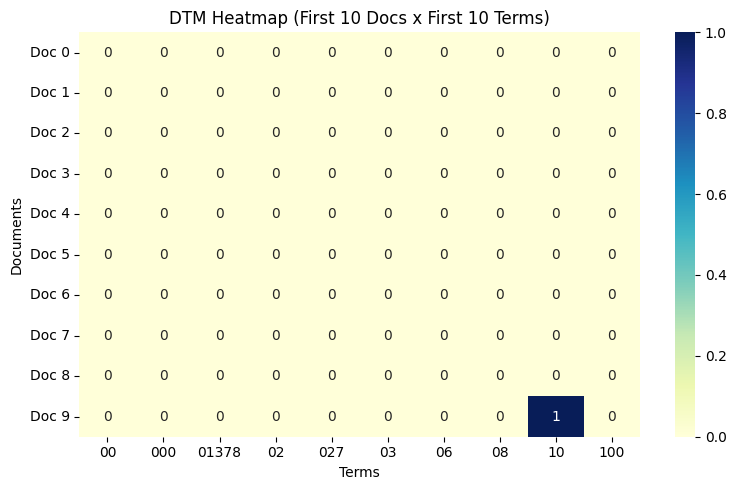 DTM Heatmap (First 10 Docs x First 10 Terms)
Doc 0 0 0 0 0 0 0 0 0 0 0
Doc 1 0 0 0 0 0 0 0 0 0 0
Doc 2 0 0 0 0 0 0 0 0 0 0
Doc 3 0 0 0 0 0 0 0 0 0 0
Doc 4 0 0 0 0 0 0 0 0 0 0
Doc 5 0 0 0 0 0 0 0 0 0 0
Doc 6 0 0 0 0 0 0 0 0 0 0
Doc 7 0 0 0 0 0 0 0 0 0 0
Doc 8 0 0 0 0 0 0 0 0 0 0
Doc 9 0 0 0 0 0 0 0 0 1 0
00 000 01378 02 027 03 06 08 10 100
Terms
Documents
1.0
0.8
0.6
0.4
0.2
0.0